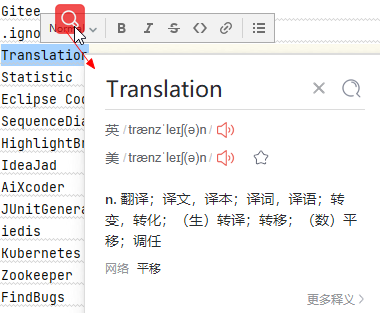 Gitee
.igno
Translation
Statistic
Eclipse Coo
SequenceDia
HighlightBr
IdeaJad
AiXcoder
JUnitGenera
iedis
Kubernetes
Zookeeper
FindBugs
B I S
Translation
英 / trænzˈleɪʃ(ə)n /
美 / trænzˈleɪʃ(ə)n /
n. 翻译；译文，译本；译词，译语；转
变，转化；（生）转译；转移；（数）平
移；调任
网络 平移
更多释义